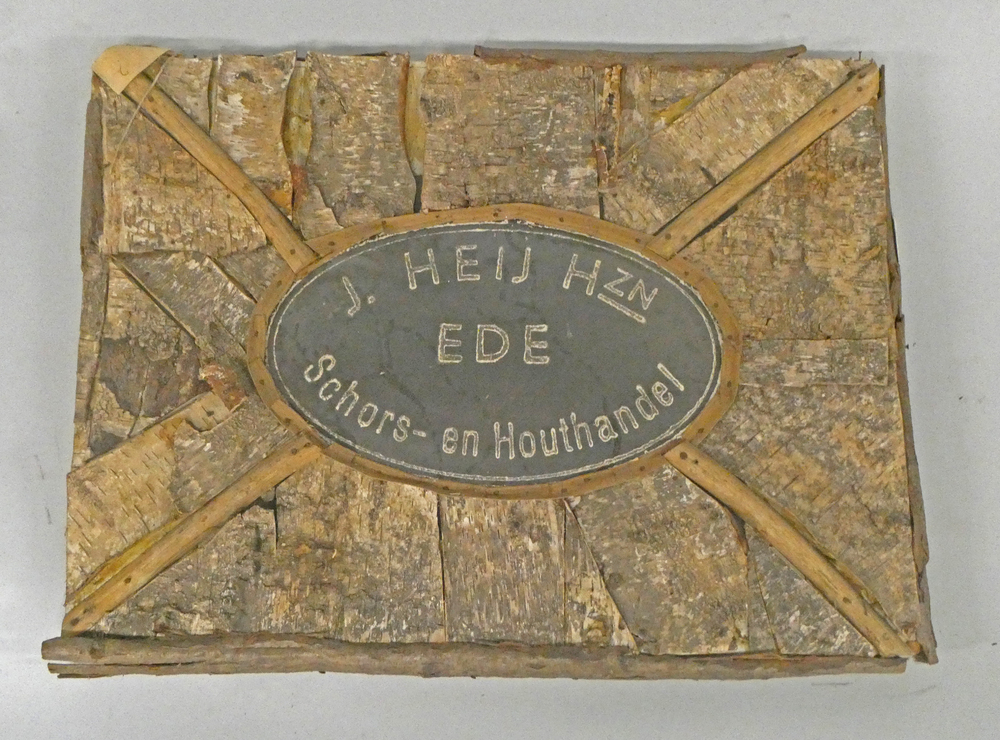 J. HEIJ HZN
EDE
Schors- en Houthandel